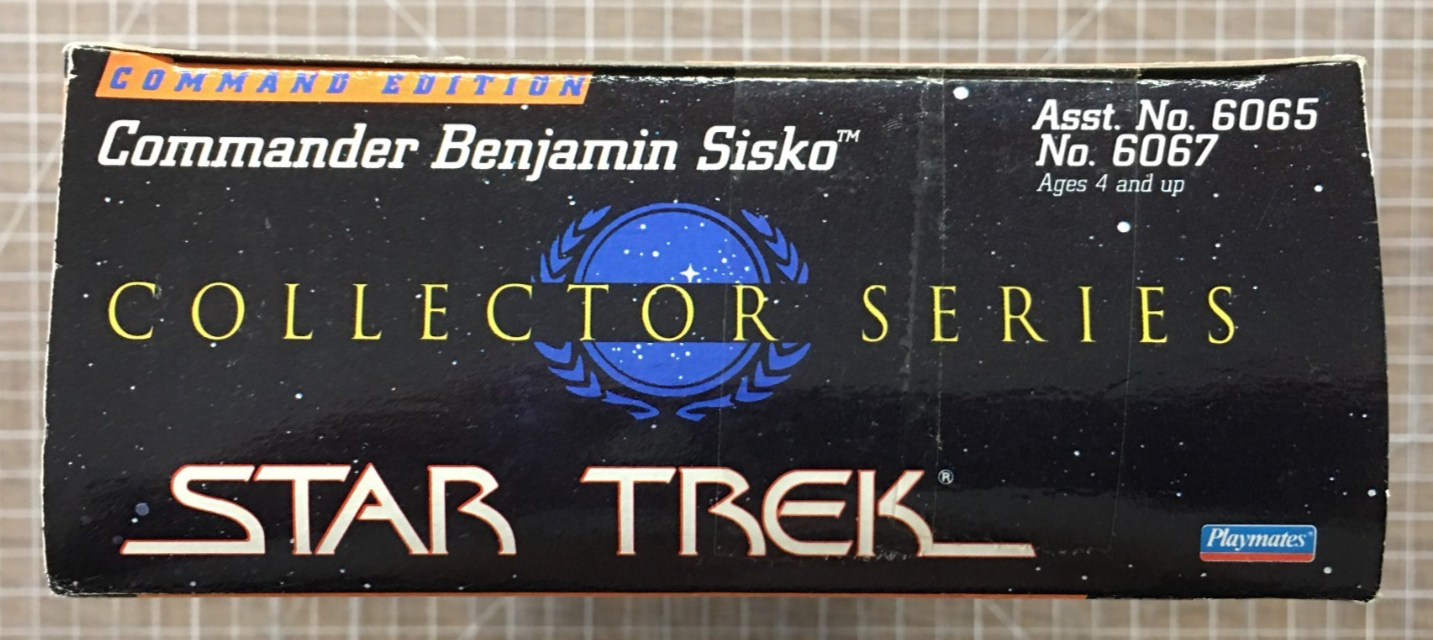 COMMAND EDITION
Commander Benjamin Sisko™
Asst. No. 6065
No. 6067
Ages 4 and up
COLLECTOR SERIES
STAR TREK®
Playmates®